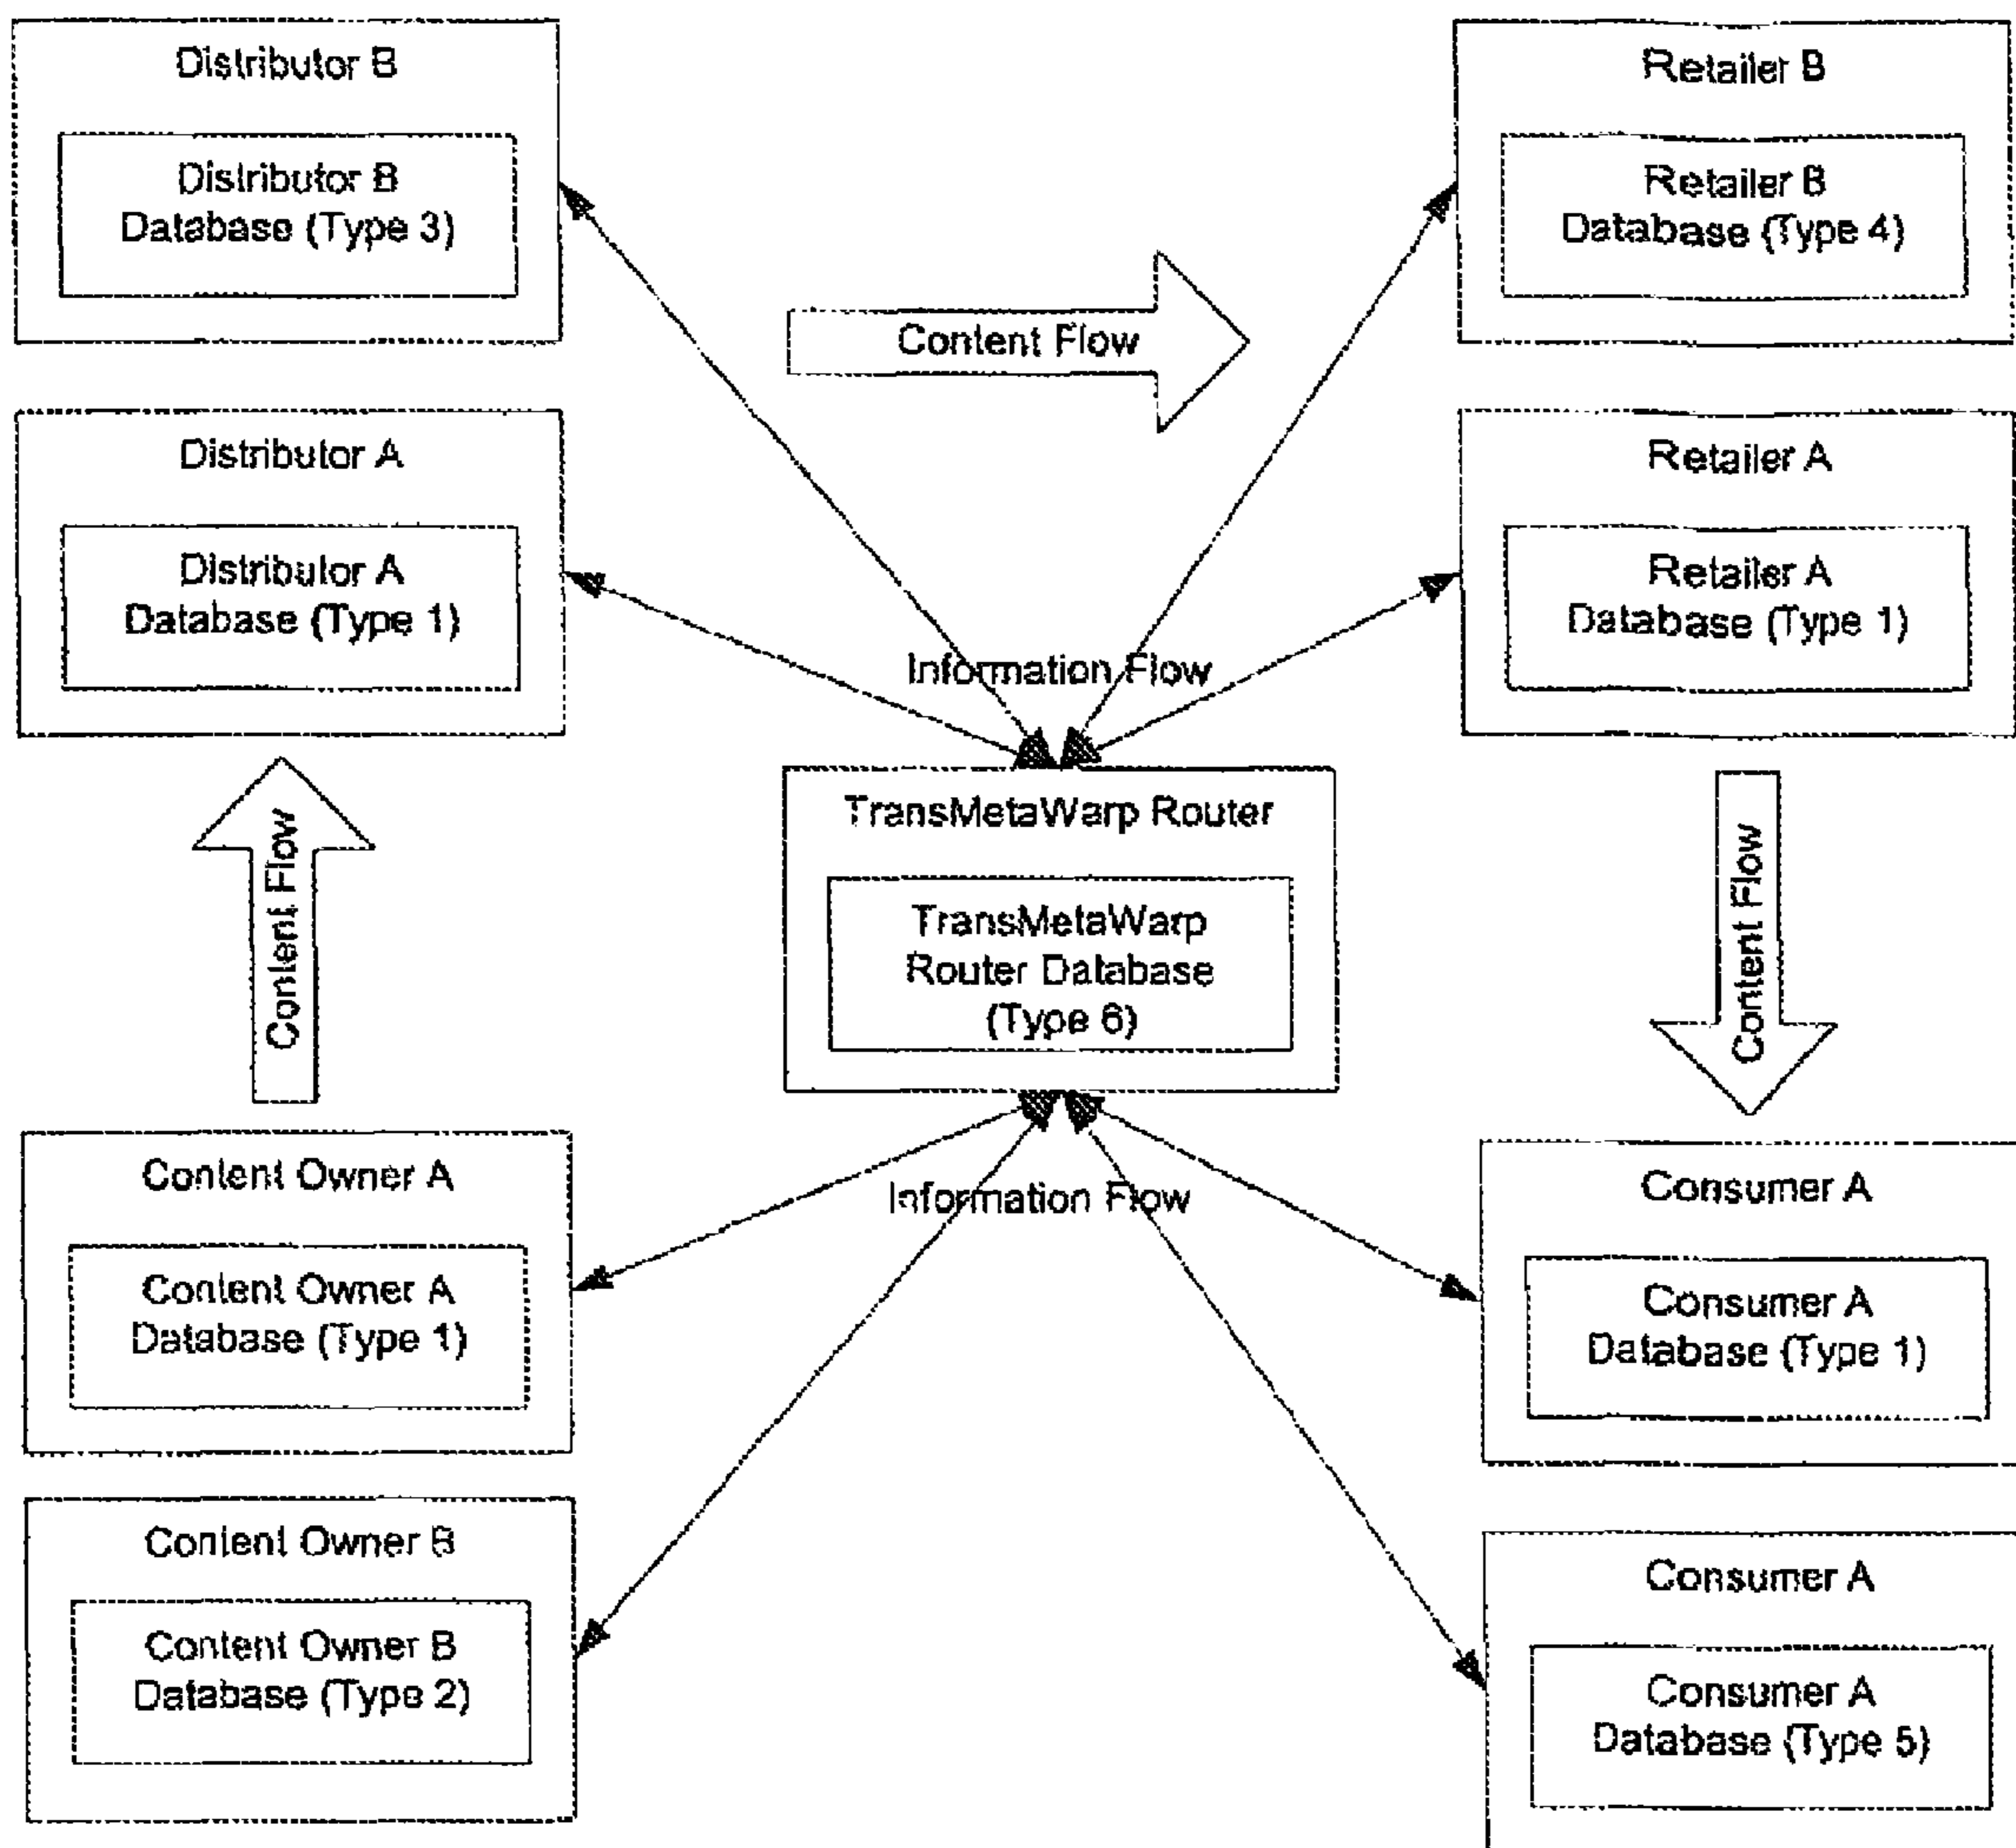 Distributor B
Distributor B
Database (Type 3)
Retailer B
Retailer B
Database (Type 4)
Content Flow
Distributor A
Distributor A
Database (Type 1)
Retailer A
Retailer A
Database (Type 1)
Information Flow
TransMetaWarp Router
TransMetaWarp
Router Database
(Type 6)
Content Flow
Content Flow
Content Owner A
Content Owner A
Database (Type 1)
Information Flow
Consumer A
Consumer A
Database (Type 1)
Content Owner B
Content Owner B
Database (Type 2)
Consumer A
Consumer A
Database (Type 5)